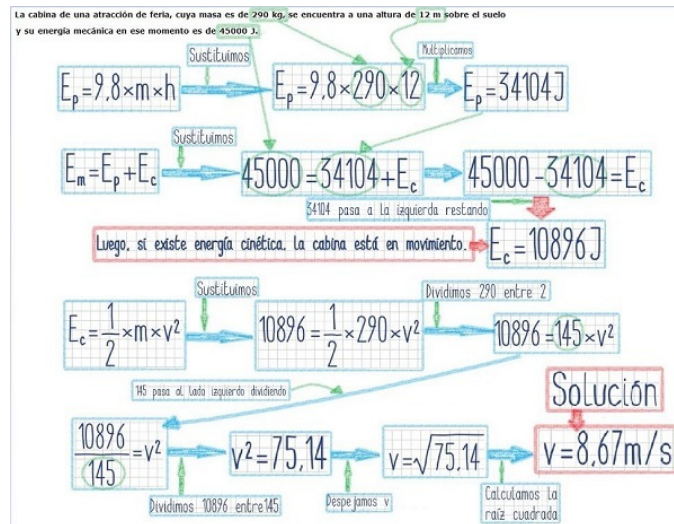 La cabina de una atracción de feria, cuya masa es de 290 kg, se encuentra a una altura de 12 m sobre el suelo
y su energía mecánica en ese momento es de 45000 J.
Sustituimos
Multiplicamos
Eₚ=9,8×m×h
Eₚ=9,8×290×12
Eₚ=34104J
Sustituimos
Eₘ=Eₚ+E꜀
45000=34104+E꜀
45000-34104=E꜀
34104 pasa a la izquierda restando
Luego, si existe energía cinética, la cabina está en movimiento.
E꜀=10896J
Sustituimos
Dividimos 290 entre 2
E꜀=1/2×m×v²
10896=1/2×290×v²
10896=145×v²
145 pasa al lado izquierdo dividiendo
Solución
10896/145=v²
v²=75,14
v=√75,14
v=8,67m/s
Dividimos 10896 entre 145
Despejamos v
Calculamos la
raíz cuadrada